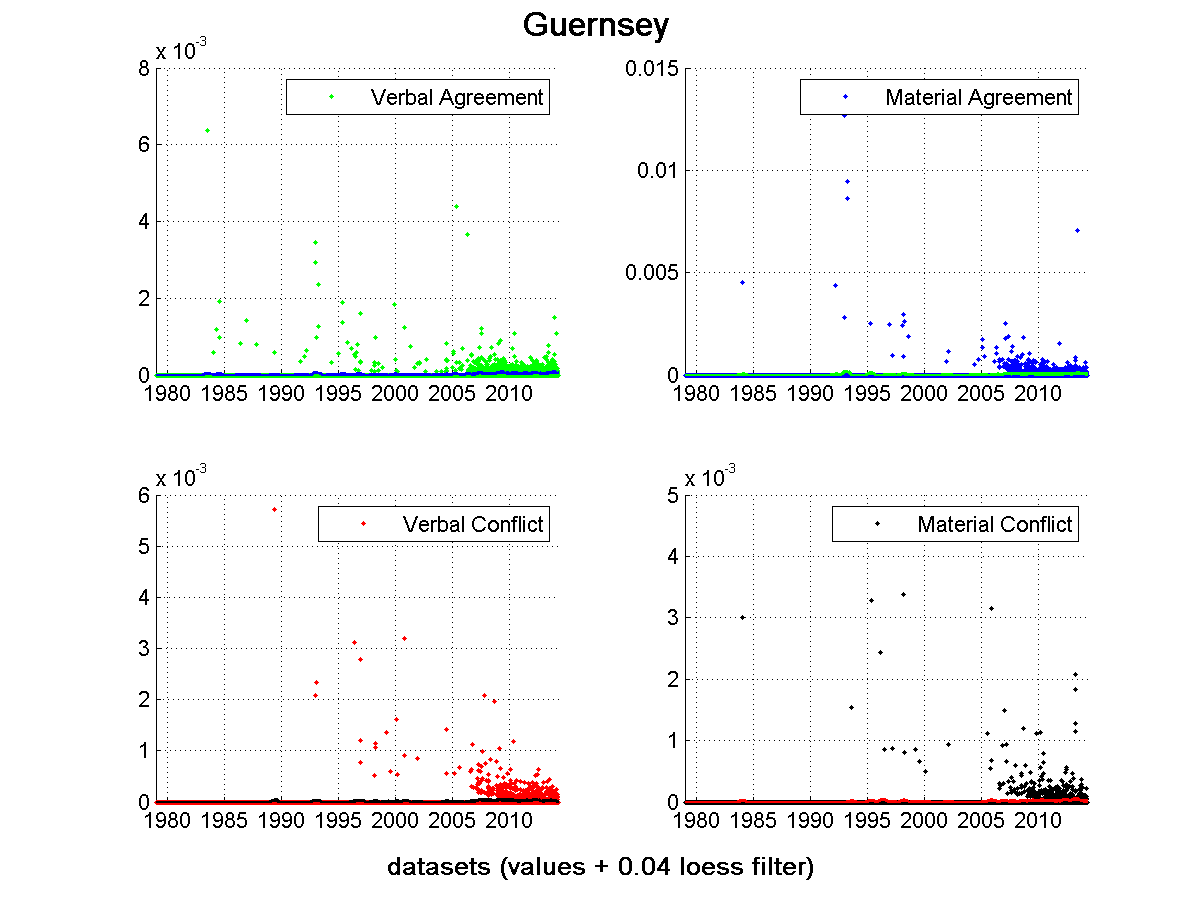 Guernsey
x 10-3
8
6
4
2
0
1980 1985 1990 1995 2000 2005 2010
Verbal Agreement
0.015
0.01
0.005
0
1980 1985 1990 1995 2000 2005 2010
Material Agreement
x 10-3
6
5
4
3
2
1
0
1980 1985 1990 1995 2000 2005 2010
Verbal Conflict
x 10-3
5
4
3
2
1
0
1980 1985 1990 1995 2000 2005 2010
Material Conflict
datasets (values + 0.04 loess filter)